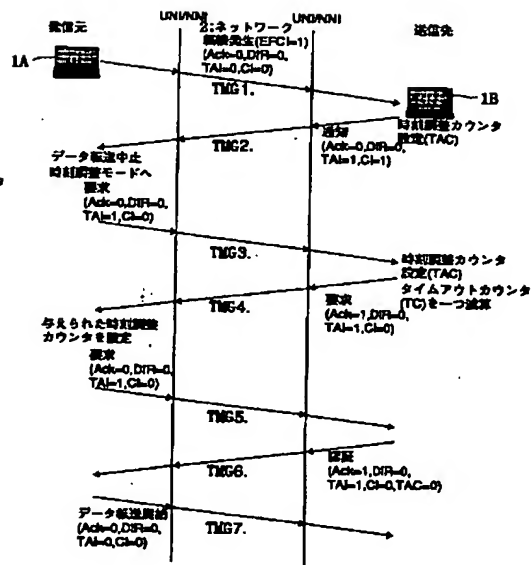 発信元
UNI/NNI
UNI/NNI
送信先
2:ネットワーク
輻輳発生(EFCI=1)
(Ack=0,DIR=0,
TAI=0,CI=0)
1A
1B
TMG1.
時刻調整カウンタ
設定(TAC)
通知
(Ack=0,DIR=0,
TAI=1,CI=1)
TMG2.
データ転送中止
時刻調整モードへ
要求
(Ack=0,DIR=0,
TAI=1,CI=0)
TMG3.
時刻調整カウンタ
設定(TAC)
タイムアウトカウンタ
(TC)を一つ減算
要求
(Ack=1,DIR=0,
TAI=1,CI=0)
TMG4.
与えられた時刻調整
カウンタを設定
要求
(Ack=0,DIR=0,
TAI=1,CI=0)
TMG5.
認証
(Ack=1,DIR=0,
TAI=1,CI=0,TAC=0)
TMG6.
データ転送開始
(Ack=0,DIR=0,
TAI=0,CI=0)
TMG7.